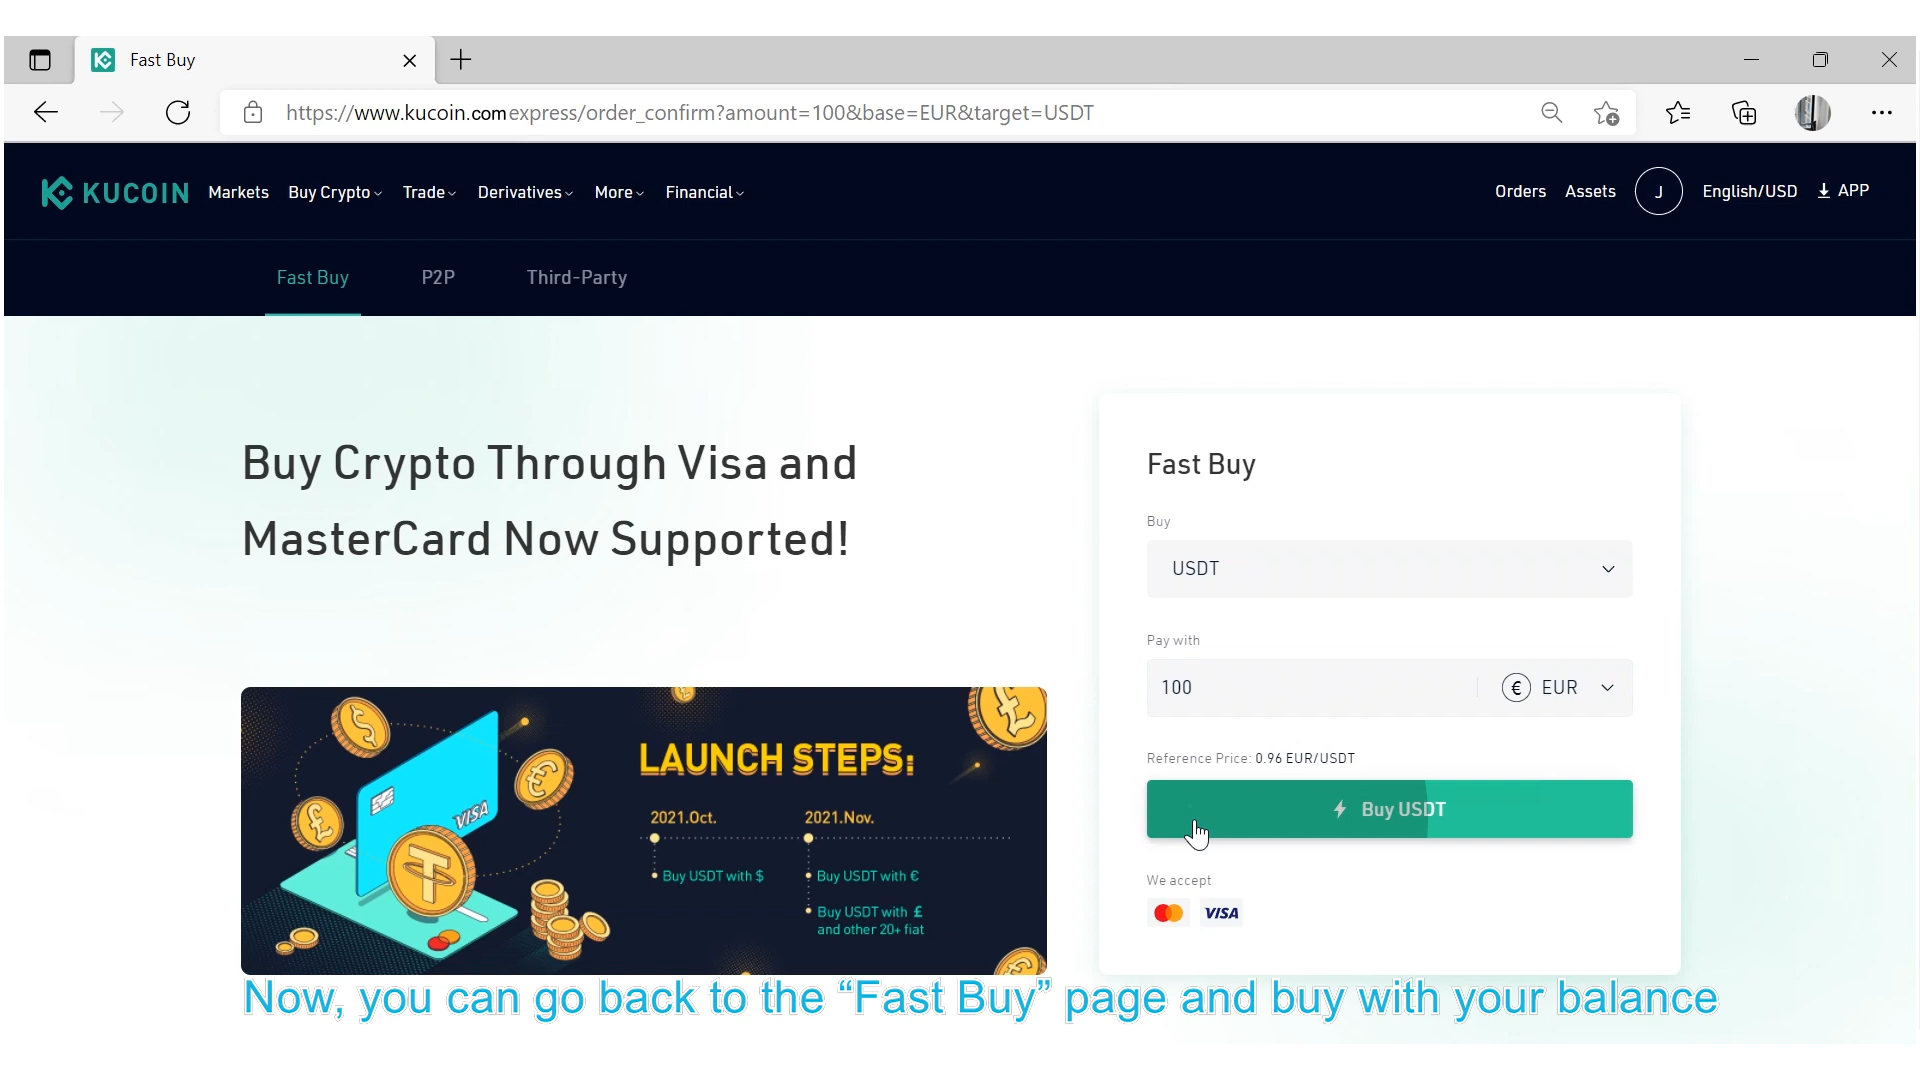 Fast Buy
https://www.kucoin.comexpress/order_confirm?amount=100&base=EUR&target=USDT
KUCOIN Markets Buy Crypto Trade Derivatives More Financial Orders Assets J English/USD APP
Fast Buy P2P Third-Party
Buy Crypto Through Visa and
MasterCard Now Supported!
LAUNCH STEPS:
2021.Oct. 2021.Nov.
Buy USDT with $ Buy USDT with €
Buy USDT with £
and other 20+ fiat
VISA
Fast Buy
Buy
USDT
Pay with
100 € EUR
Reference Price: 0.96 EUR/USDT
Buy USDT
We accept
VISA
Now, you can go back to the “Fast Buy” page and buy with your balance